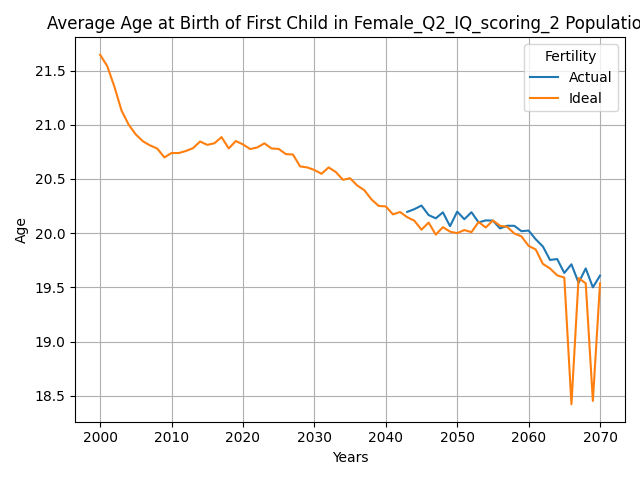 Average Age at Birth of First Child in Female_Q2_IQ_scoring_2 Populatio
Fertility
Actual
Ideal
21.5
21.0
20.5
20.0
19.5
19.0
18.5
Age
2000 2010 2020 2030 2040 2050 2060 2070
Years